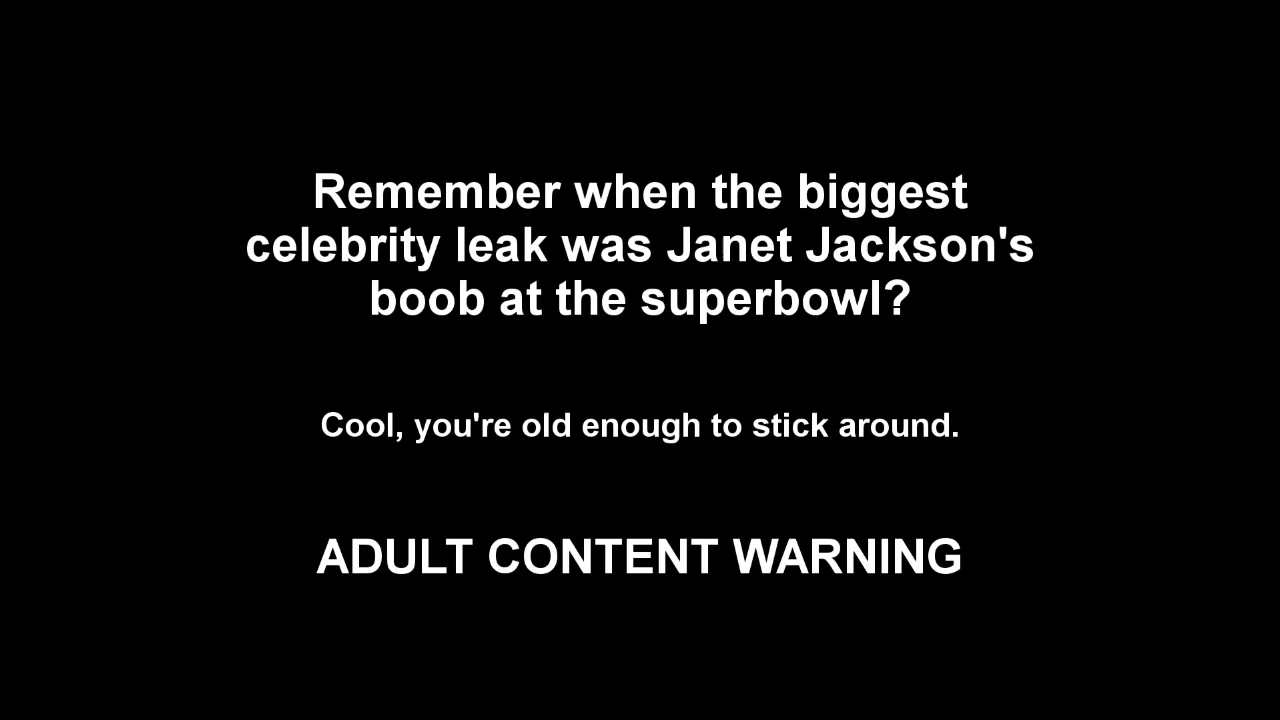 Remember when the biggest
celebrity leak was Janet Jackson's
boob at the superbowl?
Cool, you're old enough to stick around.
ADULT CONTENT WARNING